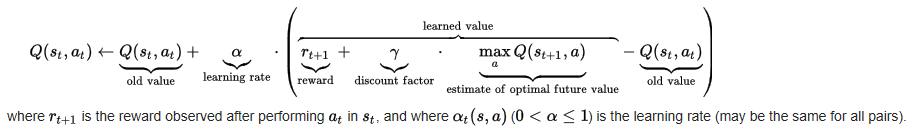 learned value
Q(s_t, a_t) ← Q(s_t, a_t) + α · ( r_{t+1} + γ · max_a Q(s_{t+1}, a) − Q(s_t, a_t) )
old value learning rate reward discount factor estimate of optimal future value old value
where r_{t+1} is the reward observed after performing a_t in s_t, and where α_t(s, a) (0 < α ≤ 1) is the learning rate (may be the same for all pairs).